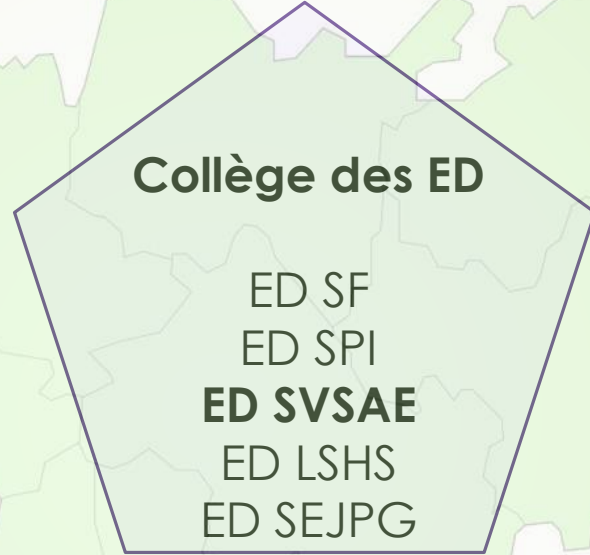 Collège des ED
ED SF
ED SPI
ED SVSAE
ED LSHS
ED SEJPG